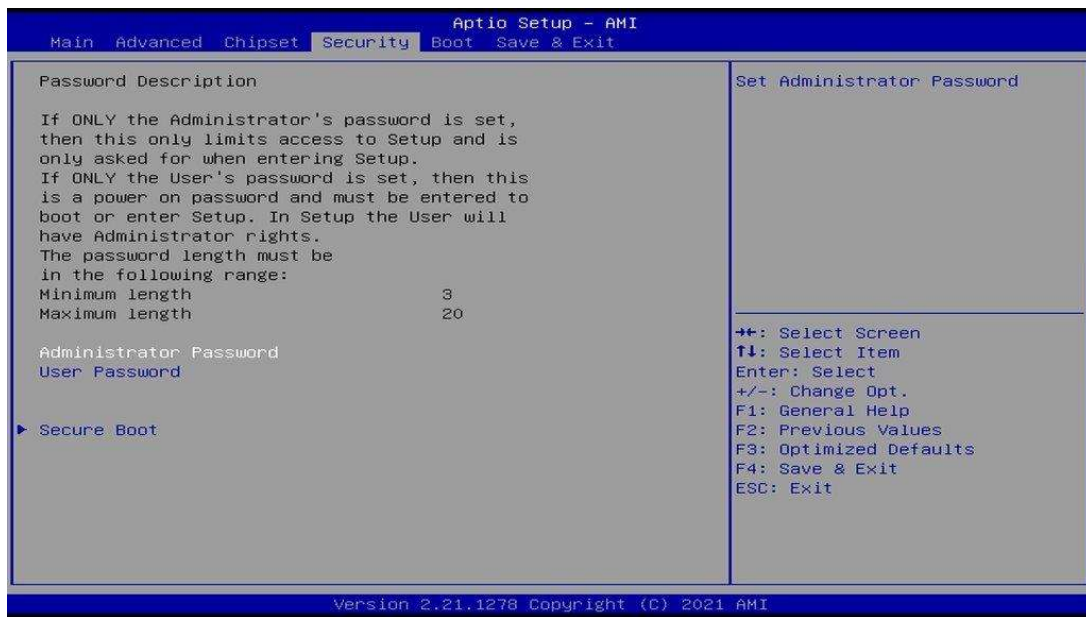 Aptio Setup – AMI
Main Advanced Chipset Security Boot Save & Exit
Password Description
If ONLY the Administrator's password is set,
then this only limits access to Setup and is
only asked for when entering Setup.
If ONLY the User's password is set, then this
is a power on password and must be entered to
boot or enter Setup. In Setup the User will
have Administrator rights.
The password length must be
in the following range:
Minimum length 3
Maximum length 20
Administrator Password
User Password
▶ Secure Boot
Set Administrator Password
→←: Select Screen
↑↓: Select Item
Enter: Select
+/-: Change Opt.
F1: General Help
F2: Previous Values
F3: Optimized Defaults
F4: Save & Exit
ESC: Exit
Version 2.21.1278 Copyright (C) 2021 AMI